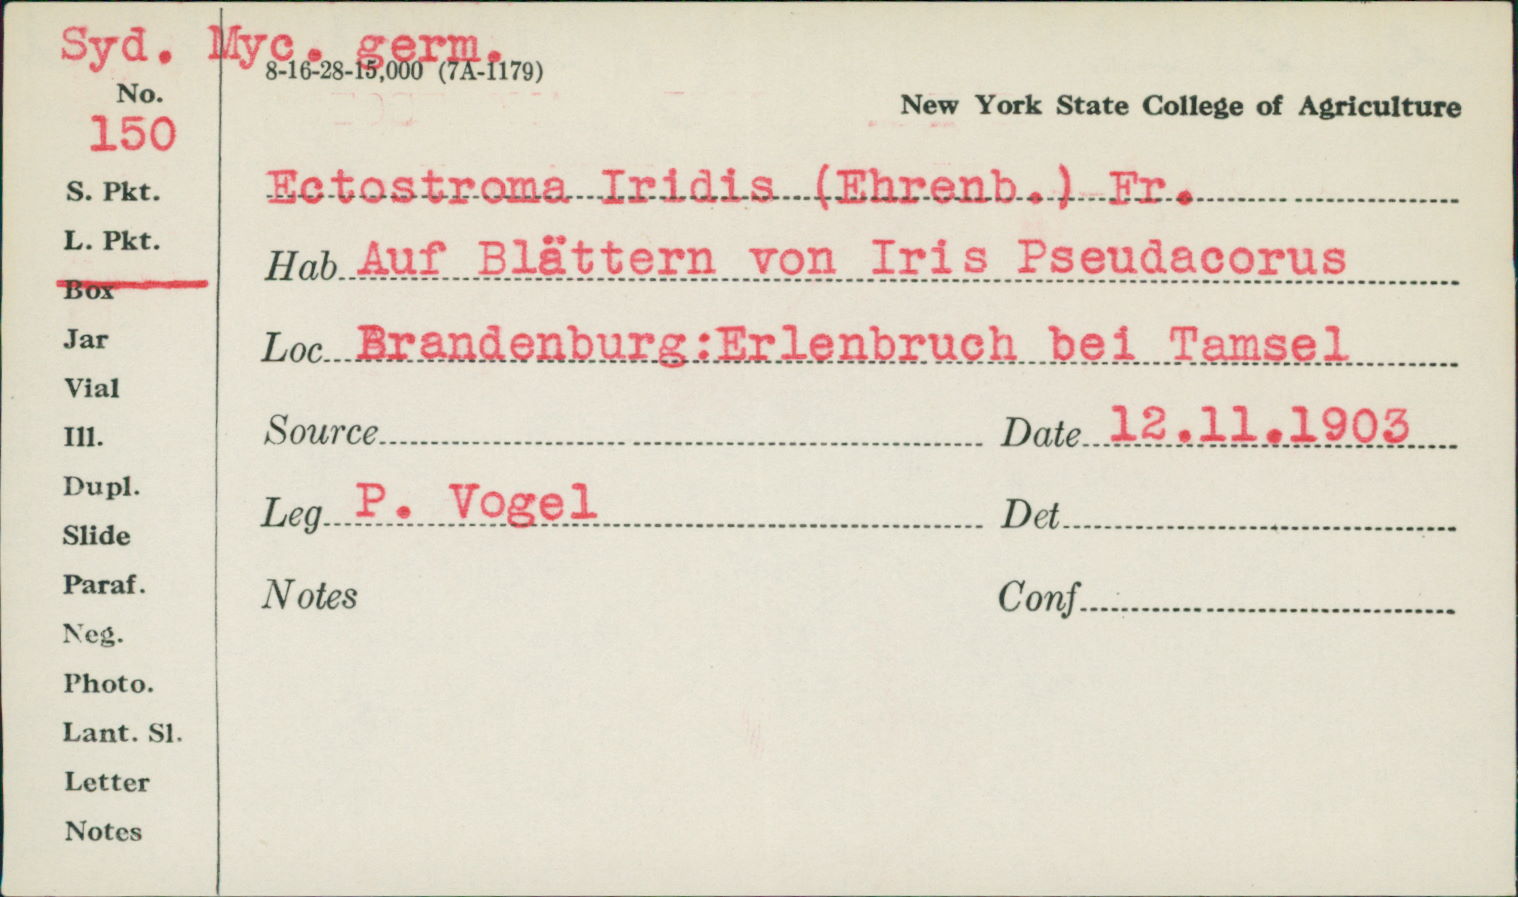 Syd. Myc. germ.
8-16-28-15,000 (7A-1179)
No.
150
New York State College of Agriculture
S. Pkt.
Ectostroma Iridis (Ehrenb.) Fr.
L. Pkt.
Hab Auf Blättern von Iris Pseudacorus
Box
Jar
Loc Brandenburg:Erlenbruch bei Tamsel
Vial
Ill.
Source Date 12.11.1903
Dupl.
Leg P. Vogel Det
Slide
Paraf.
Notes Conf
Neg.
Photo.
Lant. Sl.
Letter
Notes